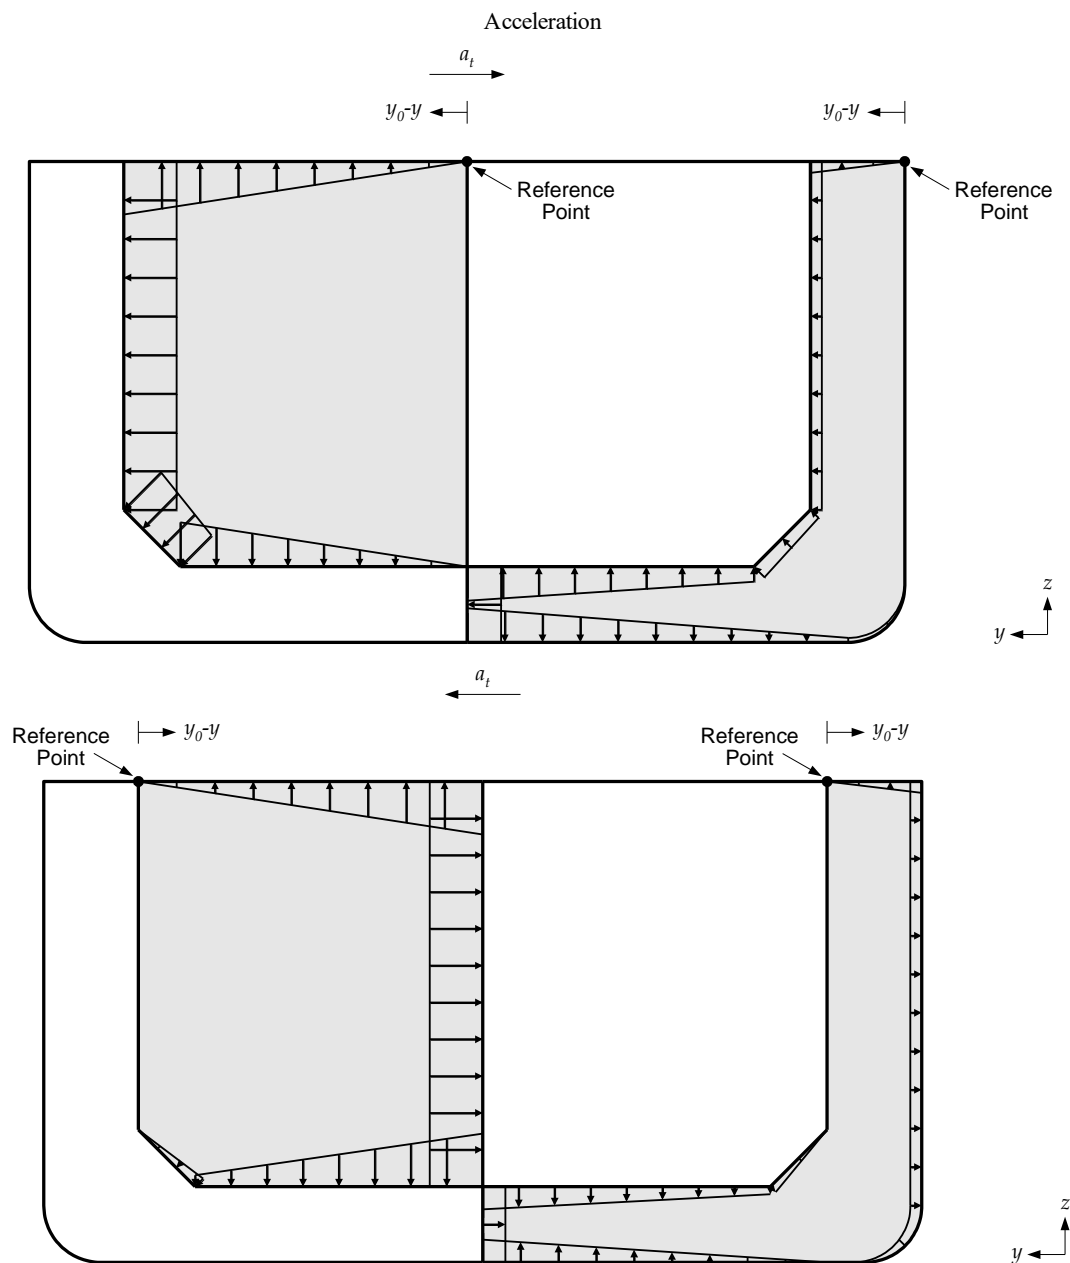 Acceleration
a_t
y_0-y
y_0-y
Reference
Point
Reference
Point
z
y
a_t
Reference
Point
y_0-y
Reference
Point
y_0-y
z
y